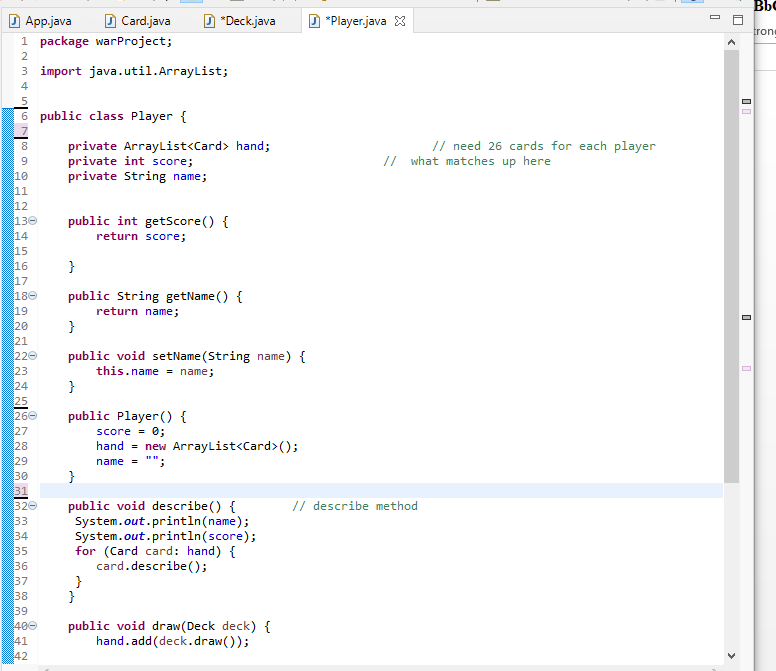 App.java Card.java *Deck.java *Player.java
1 package warProject;
2
3 import java.util.ArrayList;
4
5
6 public class Player {
7
8 private ArrayList<Card> hand; // need 26 cards for each player
9 private int score; // what matches up here
10 private String name;
11
12
13 public int getScore() {
14 return score;
15
16 }
17
18 public String getName() {
19 return name;
20 }
21
22 public void setName(String name) {
23 this.name = name;
24 }
25
26 public Player() {
27 score = 0;
28 hand = new ArrayList<Card>();
29 name = "";
30 }
31
32 public void describe() { // describe method
33 System.out.println(name);
34 System.out.println(score);
35 for (Card card: hand) {
36 card.describe();
37 }
38 }
39
40 public void draw(Deck deck) {
41 hand.add(deck.draw());
42